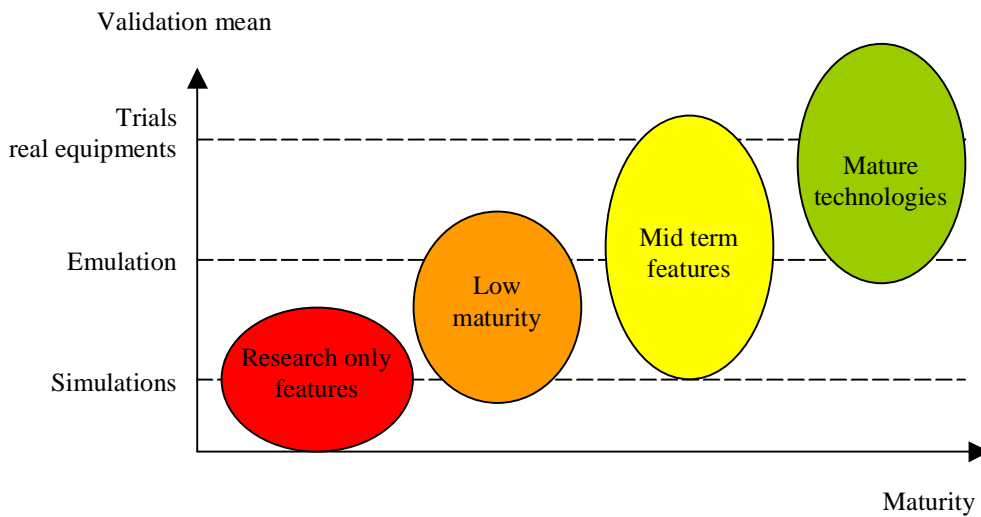 Validation mean
Trials
real equipments
Mature
technologies
Mid term
features
Emulation
Low
maturity
Research only
features
Simulations
Maturity